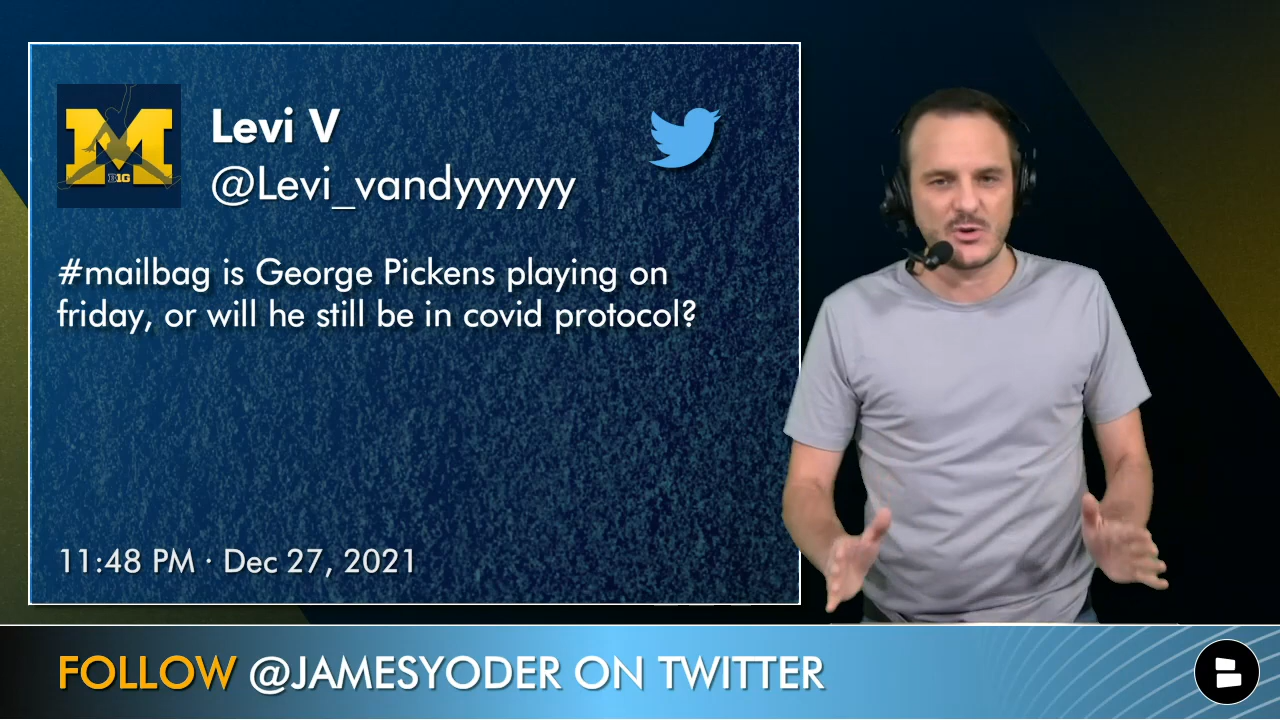 Levi V
@Levi_vandyyyyyy
#mailbag is George Pickens playing on
friday, or will he still be in covid protocol?
11:48 PM · Dec 27, 2021
FOLLOW @JAMESYODER ON TWITTER
M
B1G